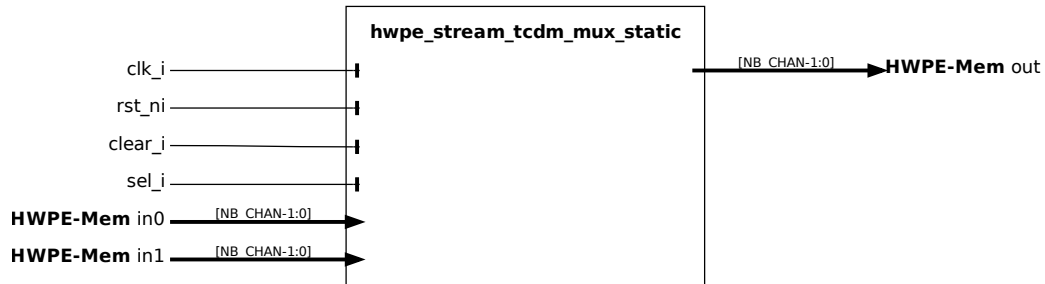 hwpe_stream_tcdm_mux_static
clk_i
[NB_CHAN-1:0]
HWPE-Mem out
rst_ni
clear_i
sel_i
HWPE-Mem in0 [NB_CHAN-1:0]
HWPE-Mem in1 [NB_CHAN-1:0]